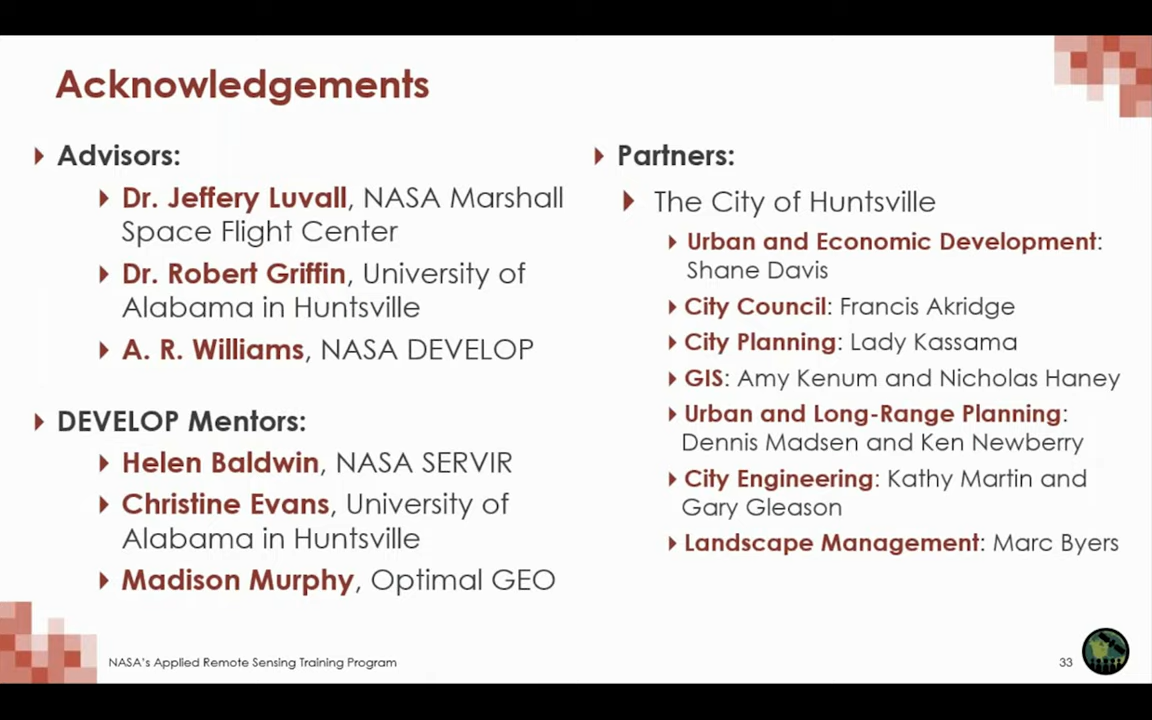 Acknowledgements
Advisors:
Dr. Jeffery Luvall, NASA Marshall
Space Flight Center
Dr. Robert Griffin, University of
Alabama in Huntsville
A. R. Williams, NASA DEVELOP
DEVELOP Mentors:
Helen Baldwin, NASA SERVIR
Christine Evans, University of
Alabama in Huntsville
Madison Murphy, Optimal GEO
Partners:
The City of Huntsville
Urban and Economic Development:
Shane Davis
City Council: Francis Akridge
City Planning: Lady Kassama
GIS: Amy Kenum and Nicholas Haney
Urban and Long-Range Planning:
Dennis Madsen and Ken Newberry
City Engineering: Kathy Martin and
Gary Gleason
Landscape Management: Marc Byers
NASA's Applied Remote Sensing Training Program
33